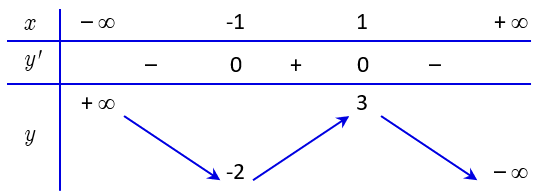 x – ∞ -1 1 + ∞
y′ – 0 + 0 –
+ ∞ 3
y
-2 – ∞